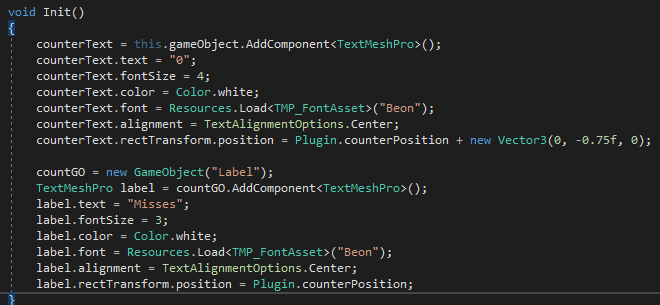 void Init()
{
counterText = this.gameObject.AddComponent<TextMeshPro>();
counterText.text = "0";
counterText.fontSize = 4;
counterText.color = Color.white;
counterText.font = Resources.Load<TMP_FontAsset>("Beon");
counterText.alignment = TextAlignmentOptions.Center;
counterText.rectTransform.position = Plugin.counterPosition + new Vector3(0, -0.75f, 0);
countGO = new GameObject("Label");
TextMeshPro label = countGO.AddComponent<TextMeshPro>();
label.text = "Misses";
label.fontSize = 3;
label.color = Color.white;
label.font = Resources.Load<TMP_FontAsset>("Beon");
label.alignment = TextAlignmentOptions.Center;
label.rectTransform.position = Plugin.counterPosition;
}